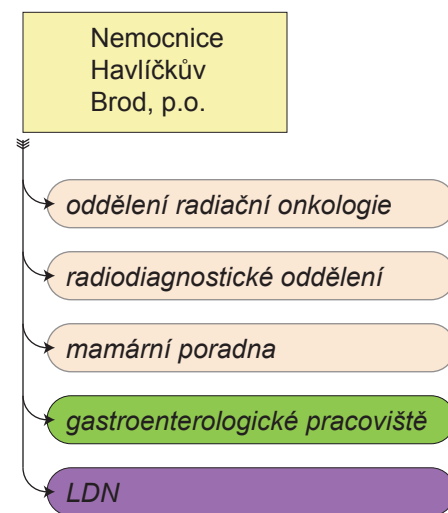 Nemocnice
Havlíčkův
Brod, p.o.
oddělení radiační onkologie
radiodiagnostické oddělení
mamární poradna
gastroenterologické pracoviště
LDN